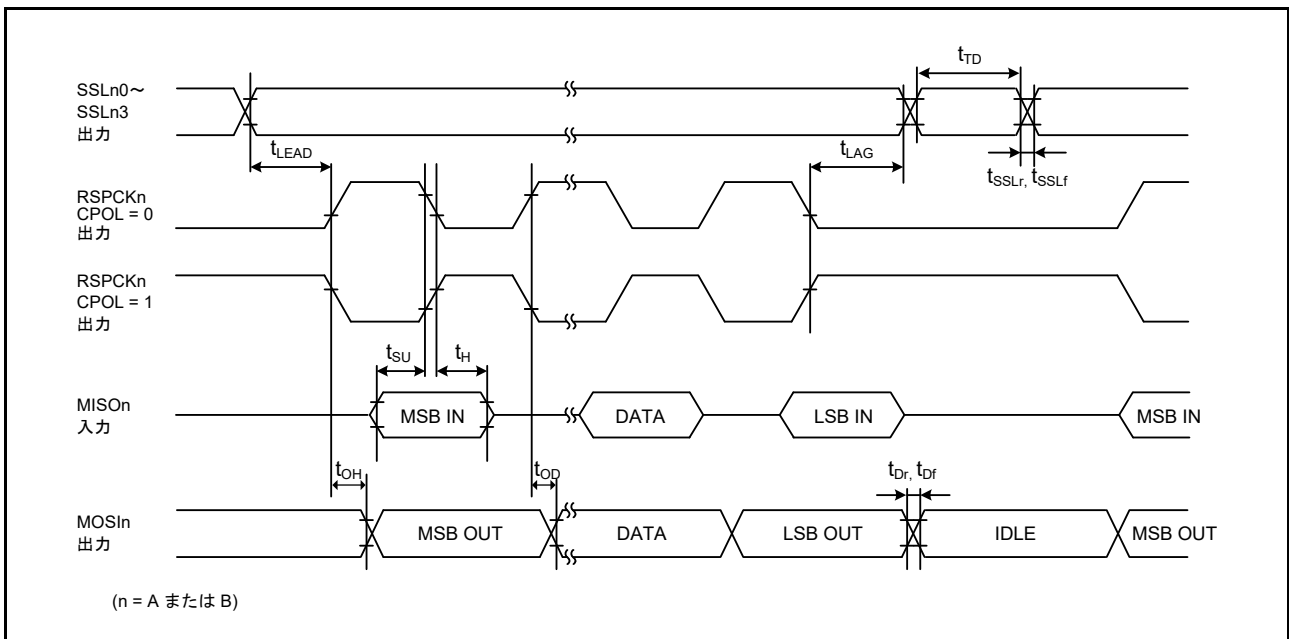 SSLn0～
SSLn3
出力
tTD
tLEAD
tLAG
tSSLr, tSSLf
RSPCKn
CPOL = 0
出力
RSPCKn
CPOL = 1
出力
tSU
tH
MISOn
入力
MSB IN
DATA
LSB IN
MSB IN
tOH
tOD
tDr, tDf
MOSIn
出力
MSB OUT
DATA
LSB OUT
IDLE
MSB OUT
(n = A または B)